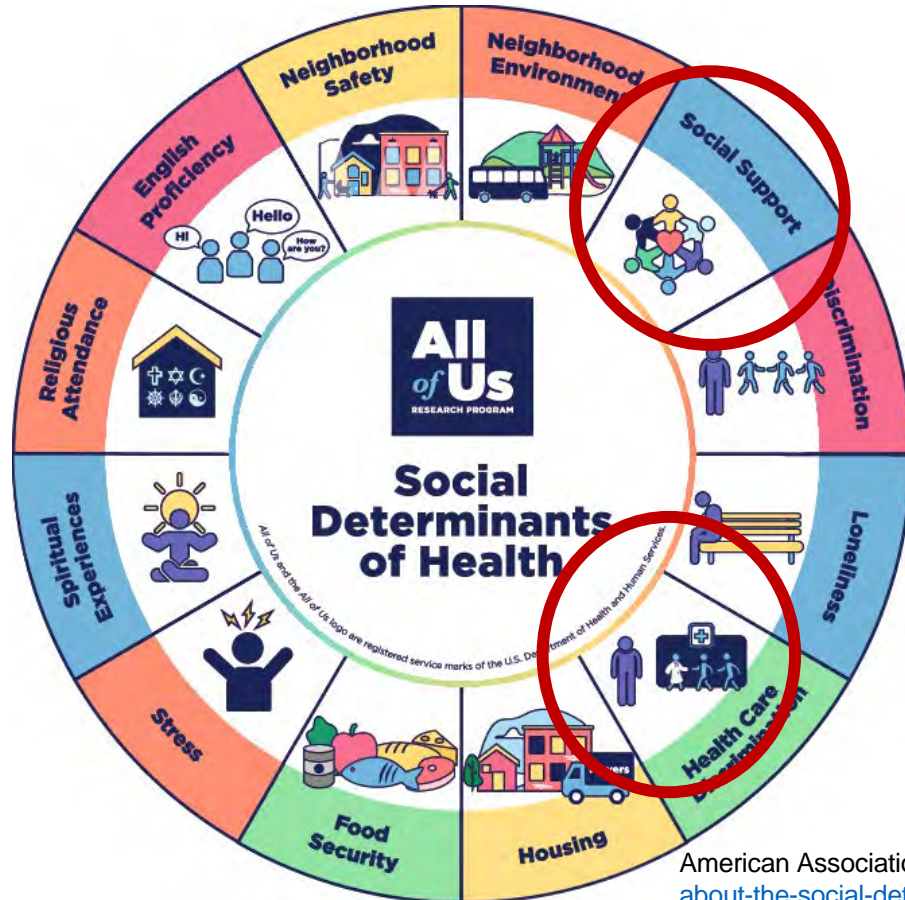 Neighborhood
Safety
Neighborhood
Environment
Social Support
Discrimination
Loneliness
Health Care
Discrimination
Housing
Food
Security
Stress
Spiritual
Experiences
Religious
Attendance
English
Proficiency
Hi
Hello
How
are you?
All
of Us
RESEARCH PROGRAM
Social
Determinants
of Health
All of Us and the All of Us logo are registered service marks of the U.S. Department of Health and Human Services.
American Associatio
about-the-social-det